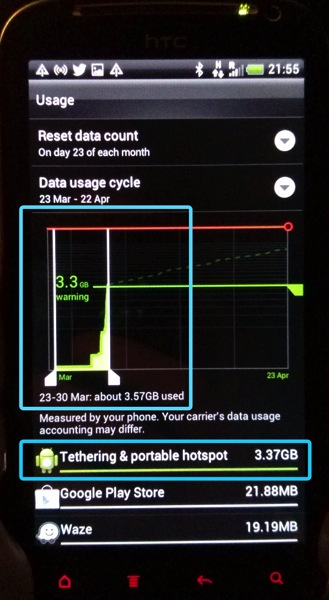 hTC
H
R
21:55
Usage
Reset data count
On day 23 of each month
Data usage cycle
23 Mar - 22 Apr
3.3 GB
warning
Mar
23 Apr
23-30 Mar: about 3.57GB used
Measured by your phone. Your carrier's data usage
accounting may differ.
Tethering & portable hotspot 3.37GB
Google Play Store 21.88MB
Waze 19.19MB